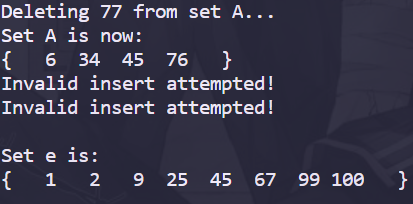 Deleting 77 from set A...
Set A is now:
{   6  34  45  76   }
Invalid insert attempted!
Invalid insert attempted!

Set e is:
{   1   2   9  25  45  67  99 100   }